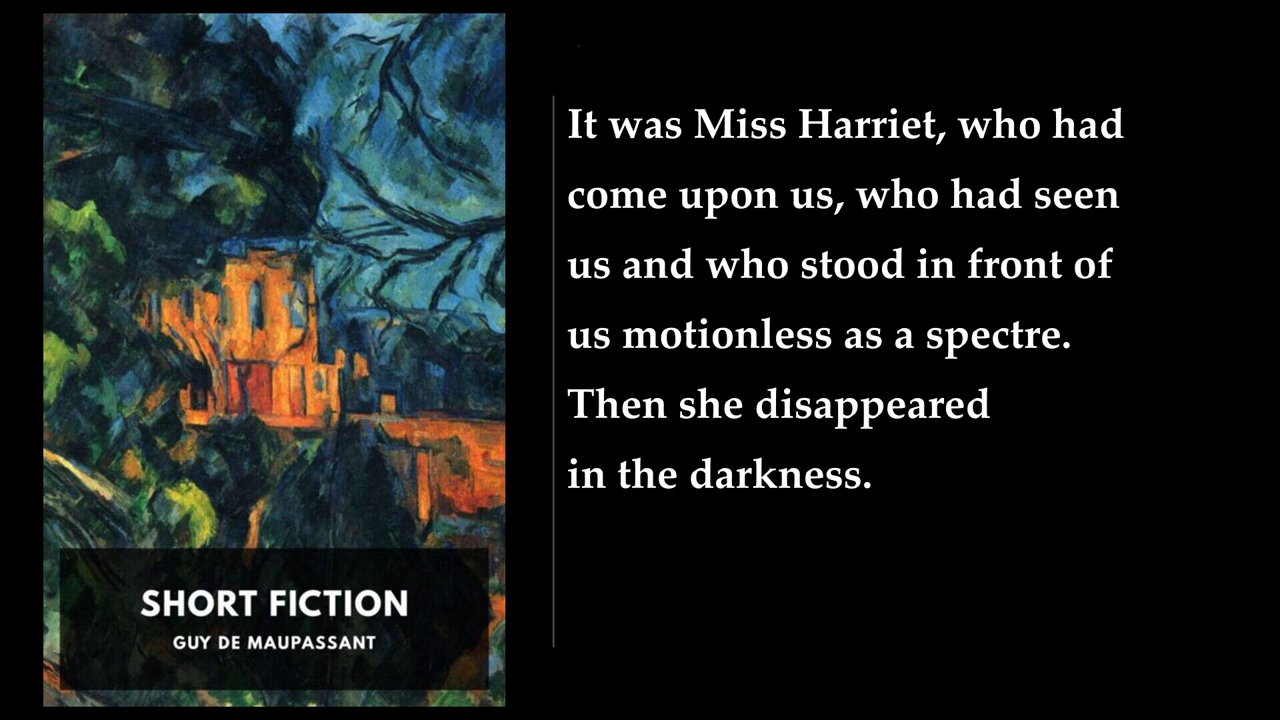 It was Miss Harriet, who had
come upon us, who had seen
us and who stood in front of
us motionless as a spectre.
Then she disappeared
in the darkness.
SHORT FICTION
GUY DE MAUPASSANT